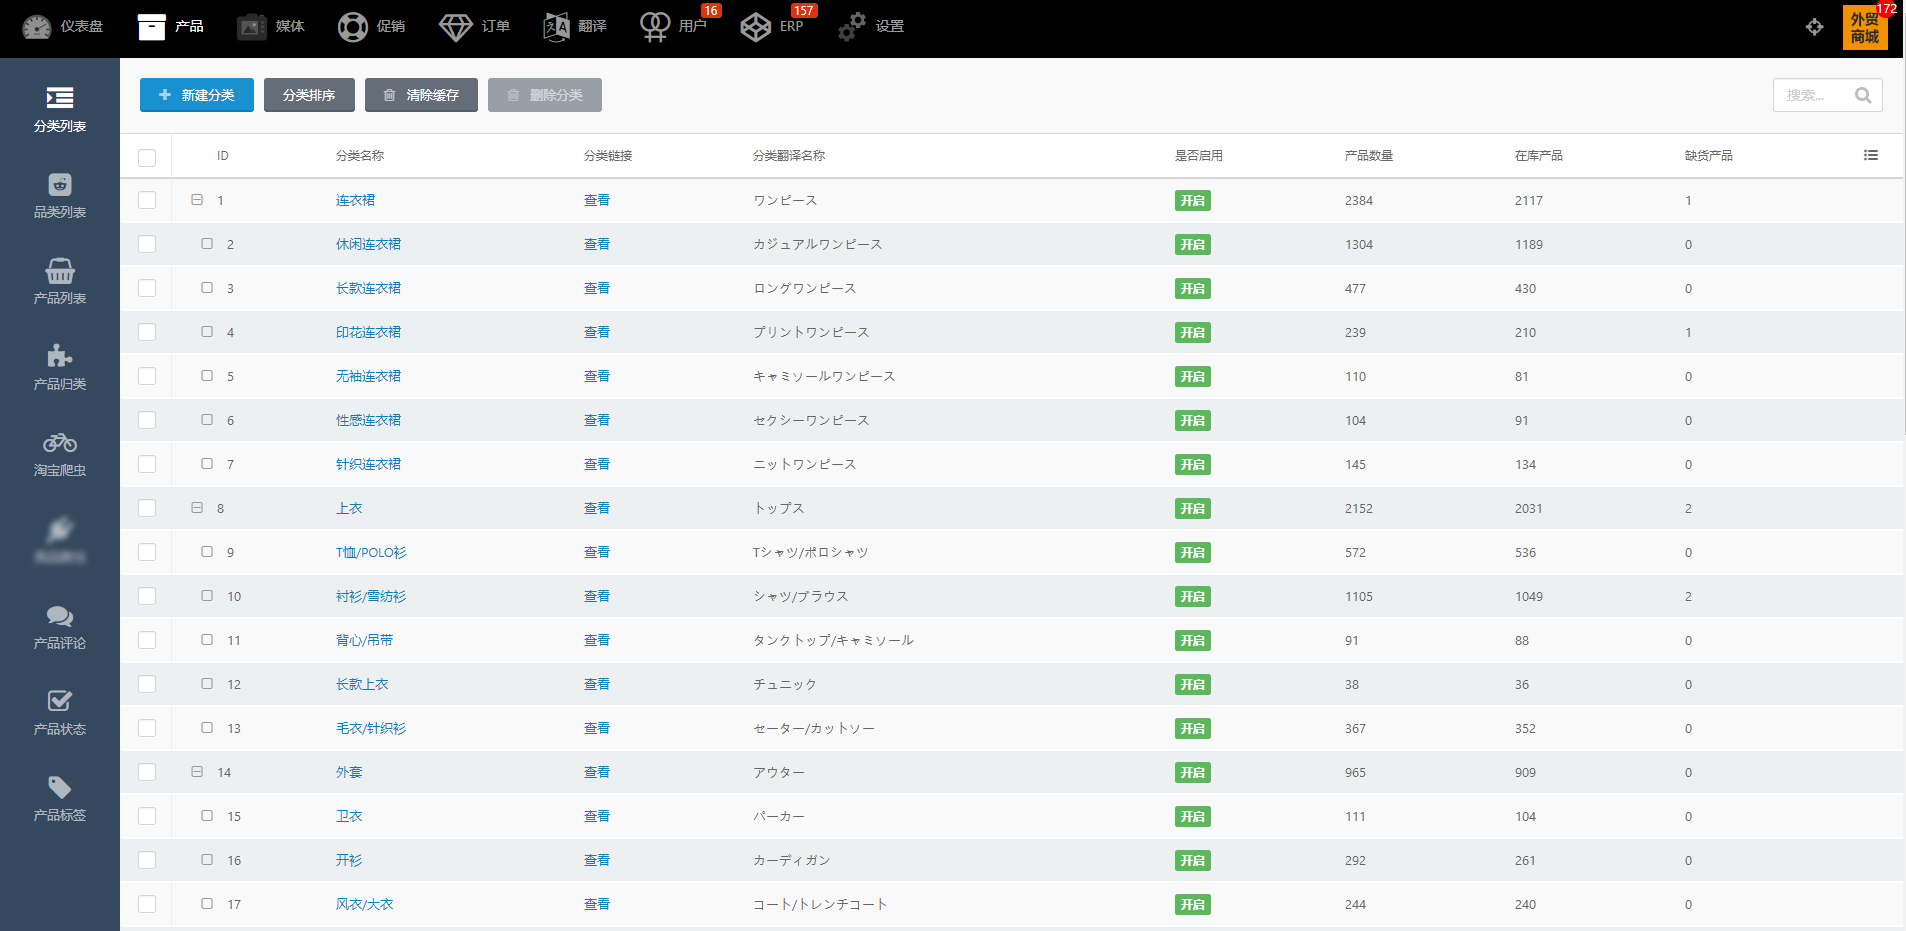 仪表盘 产品 媒体 促销 订单 翻译 用户 16 ERP 157 设置 外贸商城 172
分类列表
品类列表
产品列表
产品归类
淘宝爬虫
产品评论
产品状态
产品标签
新建分类 分类排序 清除缓存 删除分类 搜索...
ID 分类名称 分类链接 分类翻译名称 是否启用 产品数量 在库产品 缺货产品
1 连衣裙 查看 ワンピース 开启 2384 2117 1
2 休闲连衣裙 查看 カジュアルワンピース 开启 1304 1189 0
3 长款连衣裙 查看 ロングワンピース 开启 477 430 0
4 印花连衣裙 查看 プリントワンピース 开启 239 210 1
5 无袖连衣裙 查看 キャミソールワンピース 开启 110 81 0
6 性感连衣裙 查看 セクシーワンピース 开启 104 91 0
7 针织连衣裙 查看 ニットワンピース 开启 145 134 0
8 上衣 查看 トップス 开启 2152 2031 2
9 T恤/POLO衫 查看 Tシャツ/ポロシャツ 开启 572 536 0
10 衬衫/雪纺衫 查看 シャツ/ブラウス 开启 1105 1049 2
11 背心/吊带 查看 タンクトップ/キャミソール 开启 91 88 0
12 长款上衣 查看 チュニック 开启 38 36 0
13 毛衣/针织衫 查看 セーター/カットソー 开启 367 352 0
14 外套 查看 アウター 开启 965 909 0
15 卫衣 查看 パーカー 开启 111 104 0
16 开衫 查看 カーディガン 开启 292 261 0
17 风衣/大衣 查看 コート/トレンチコート 开启 244 240 0